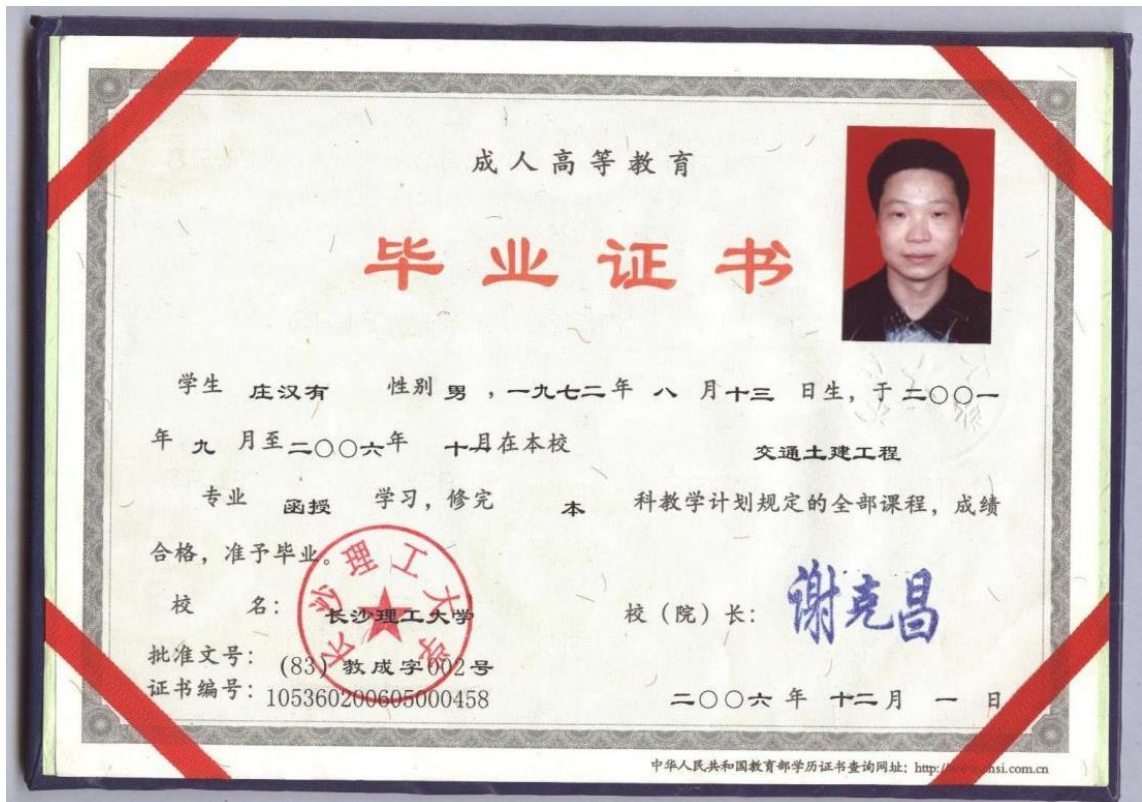 成人高等教育
毕业证书
学生 庄汉有 性别 男 ，一九七二年 八 月十三 日生，于 二〇〇一
年 九 月至二〇〇六年 十月在本校 交通土建工程
专业 函授 学习，修完 本 科教学计划规定的全部课程，成绩
合格，准予毕业。
长沙理工大学
校 名： 长沙理工大学 校（院）长： 谢克昌
批准文号： (83) 教成字002号
证书编号： 105360200605000458 二〇〇六年 十二月 一 日
中华人民共和国教育部学历证书查询网址：http://